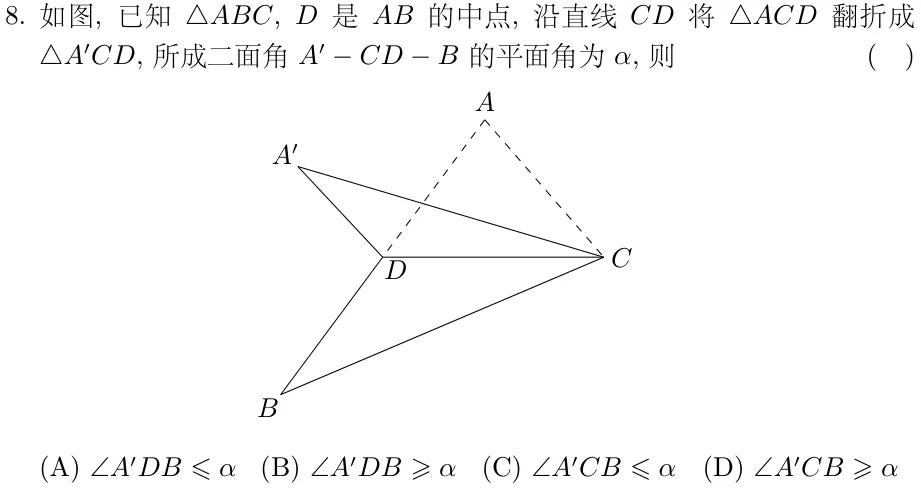 8. 如图, 已知 △ABC, D 是 AB 的中点, 沿直线 CD 将 △ACD 翻折成
△A′CD, 所成二面角 A′ − CD − B 的平面角为 α, 则 ( )
A
A′
D
C
B
(A) ∠A′DB ⩽ α (B) ∠A′DB ⩾ α (C) ∠A′CB ⩽ α (D) ∠A′CB ⩾ α